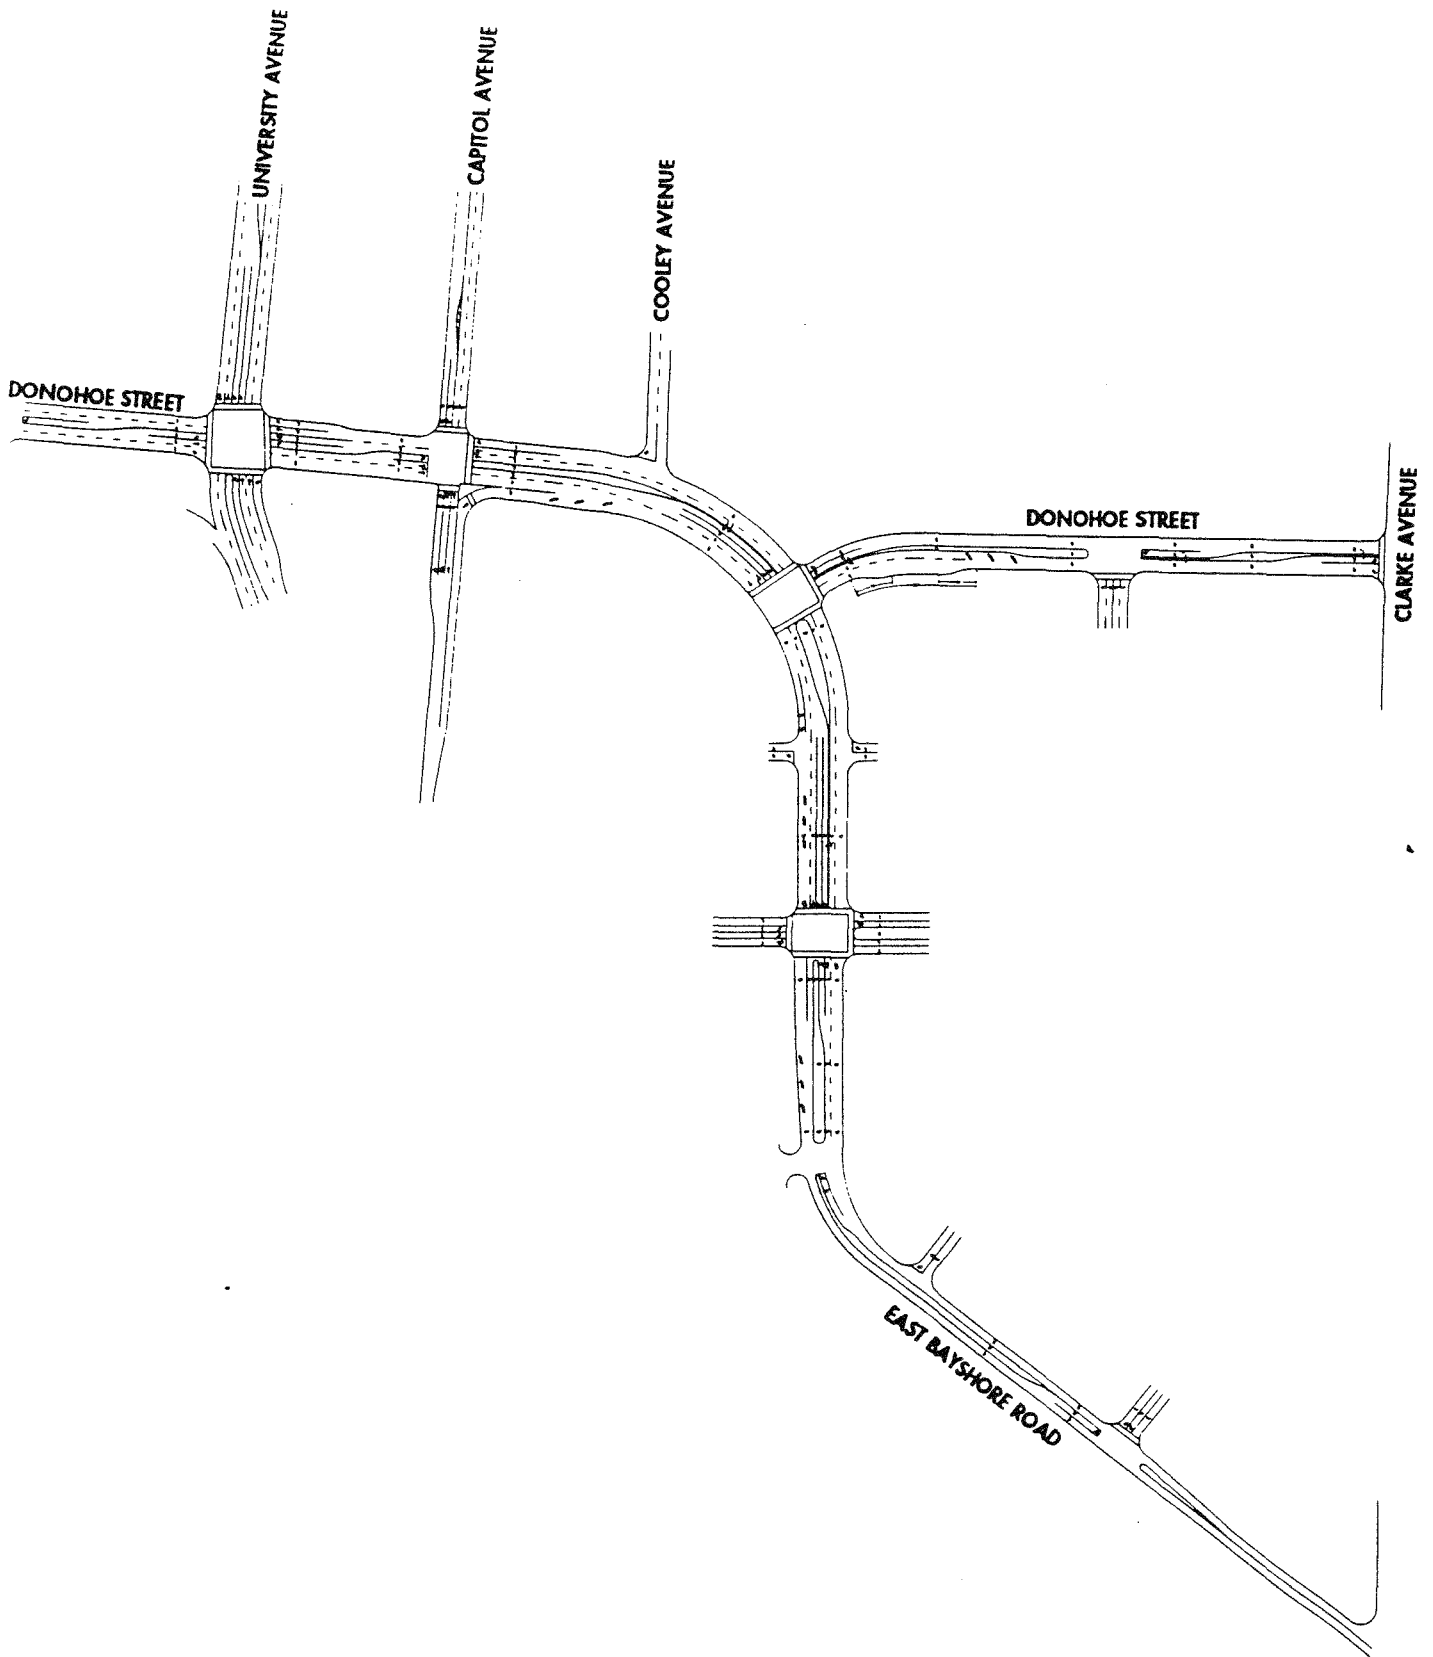 UNIVERSITY AVENUE
CAPITOL AVENUE
COOLEY AVENUE
DONOHOE STREET
DONOHOE STREET
CLARKE AVENUE
EAST BAYSHORE ROAD